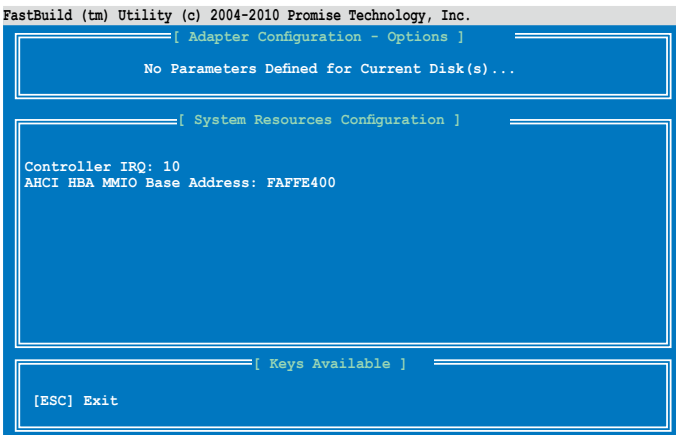 FastBuild (tm) Utility (c) 2004-2010 Promise Technology, Inc.
[ Adapter Configuration - Options ]
No Parameters Defined for Current Disk(s)...
[ System Resources Configuration ]
Controller IRQ: 10
AHCI HBA MMIO Base Address: FAFFE400
[ Keys Available ]
[ESC] Exit